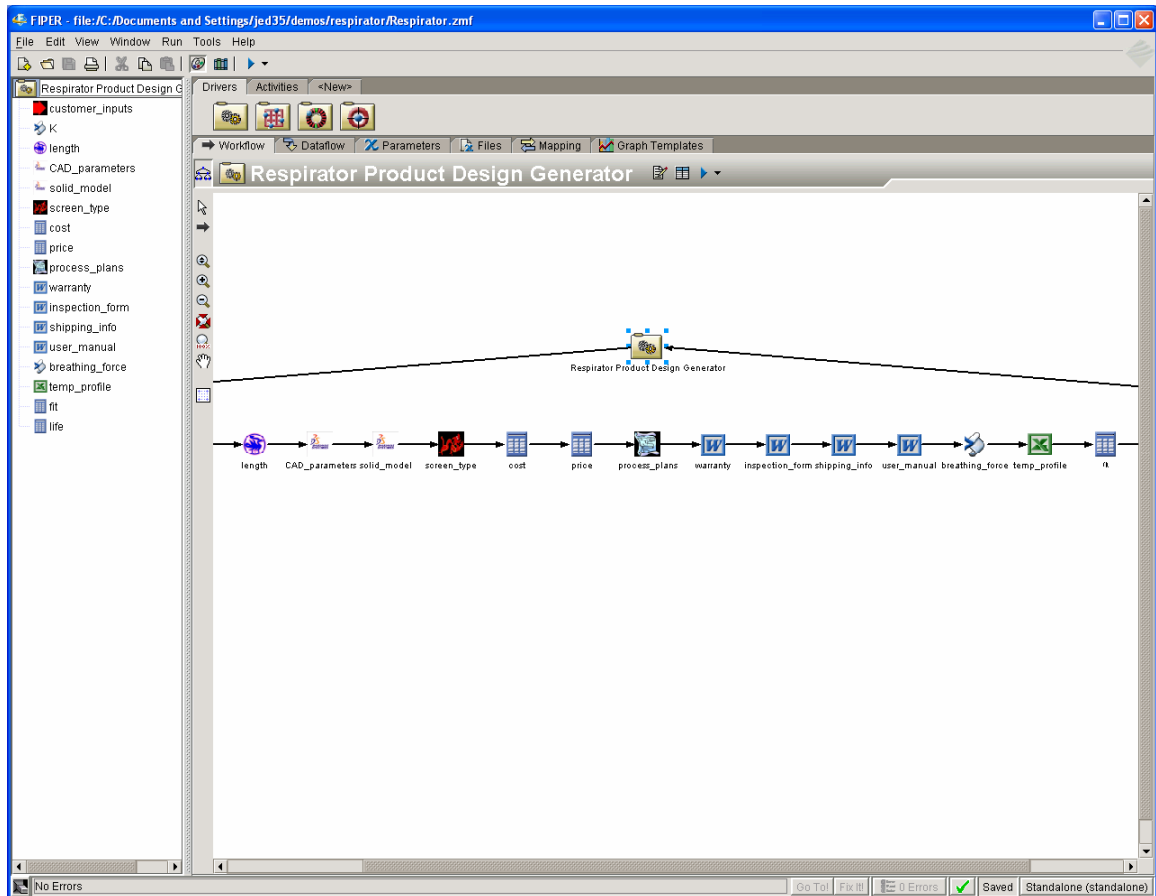 FIPER - file:/C:/Documents and Settings/jed35/demos/respirator/Respirator.zmf
File Edit View Window Run Tools Help
Respirator Product Design G
customer_inputs
K
length
CAD_parameters
solid_model
screen_type
cost
price
process_plans
warranty
inspection_form
shipping_info
user_manual
breathing_force
temp_profile
fit
life
Drivers Activities <New>
Workflow Dataflow Parameters Files Mapping Graph Templates
Respirator Product Design Generator
Respirator Product Design Generator
length CAD_parameters solid_model screen_type cost price process_plans warranty inspection_form shipping_info user_manual breathing_force temp_profile fit
No Errors Go To! Fix It! 0 Errors Saved Standalone (standalone)